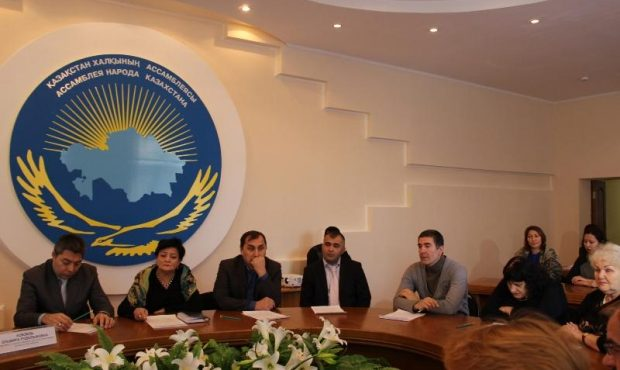 ҚАЗАҚСТАН ХАЛҚЫНЫҢ АССАМБЛЕЯСЫ
АССАМБЛЕЯ НАРОДА КАЗАХСТАНА